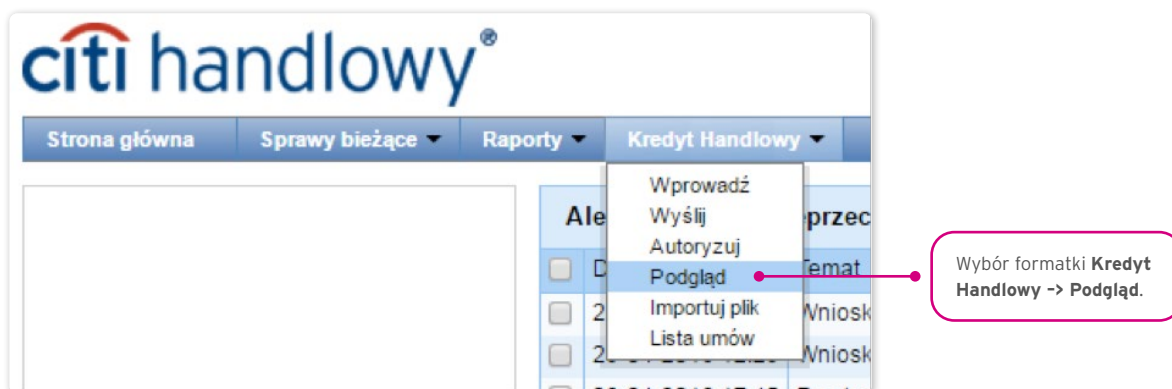 citi handlowy®
Strona główna Sprawy bieżące Raporty Kredyt Handlowy
Wprowadź
Wyślij
Autoryzuj
Podgląd
Importuj plik
Lista umów
Temat
Wybór formatki Kredyt
Handlowy -> Podgląd.